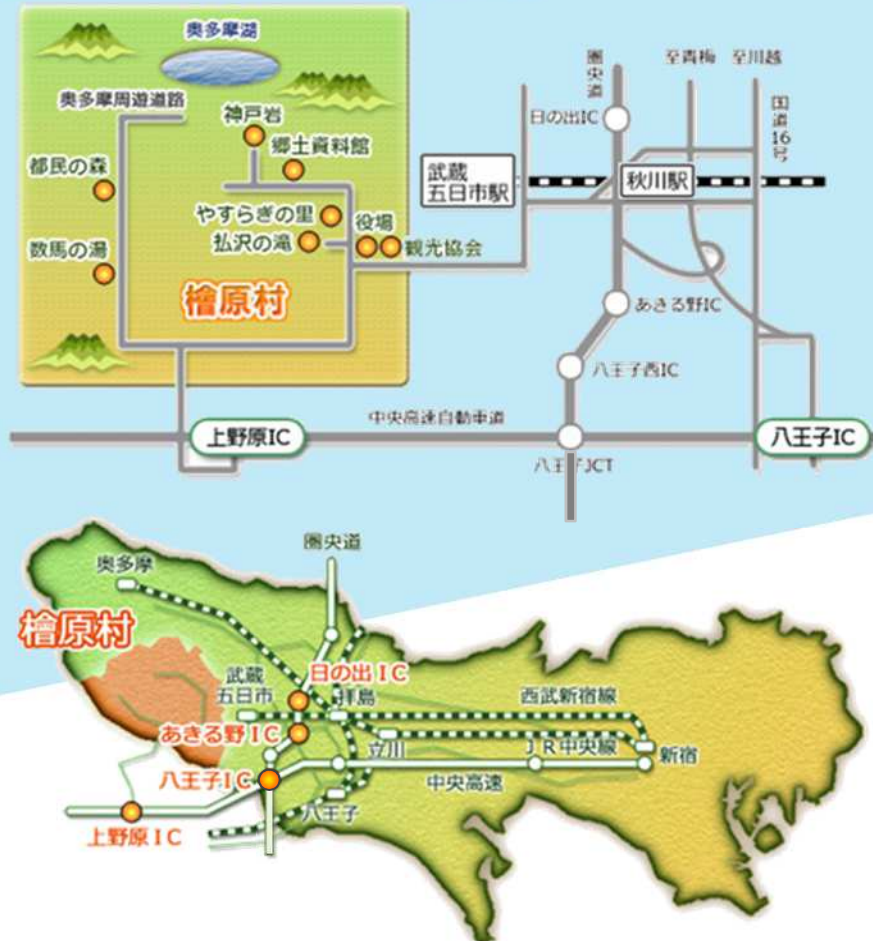 奥多摩湖
奥多摩周遊道路
神戸岩
郷土資料館
都民の森
やすらぎの里
役場
払沢の滝
観光協会
数馬の湯
檜原村
圏央道
至青梅
至川越
日の出IC
国道16号
武蔵
五日市駅
秋川駅
あきる野IC
八王子西IC
中央高速自動車道
上野原IC
八王子IC
八王子JCT
圏央道
奥多摩
檜原村
武蔵
五日市
日の出IC
拝島
西武新宿線
あきる野IC
立川
JR中央線
新宿
八王子IC
中央高速
八王子
上野原IC